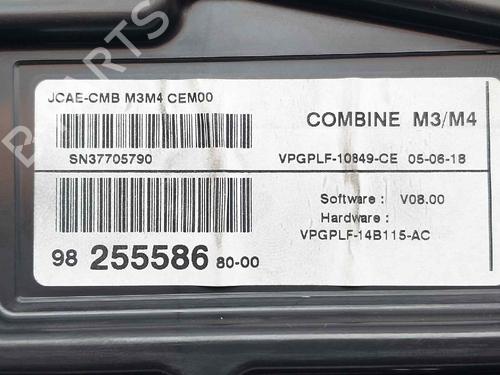 PARTS
JCAE-CMB M3M4 CEM00
COMBINE M3/M4
SN37705790
VPGPLF-10849-CE 05-06-18
Software : V08.00
Hardware :
VPGPLF-14B115-AC
98 255586 80-00